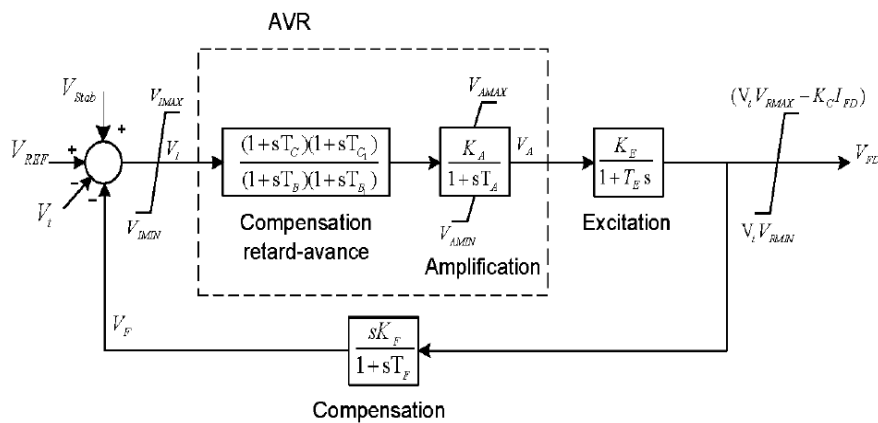 AVR
V_Stab
V_IMAX
V_AMAX
(V_t V_RMAX − K_C I_FD)
+
+
V_REF
V_I
(1+sT_C)(1+sT_C1)
(1+sT_B)(1+sT_B1)
K_A
1+sT_A
V_A
K_E
1+T_E s
V_FD
−
−
V_t
V_IMIN
V_AMIN
V_t V_RMIN
Compensation
retard-avance
Amplification
Excitation
V_F
sK_F
1+sT_F
Compensation